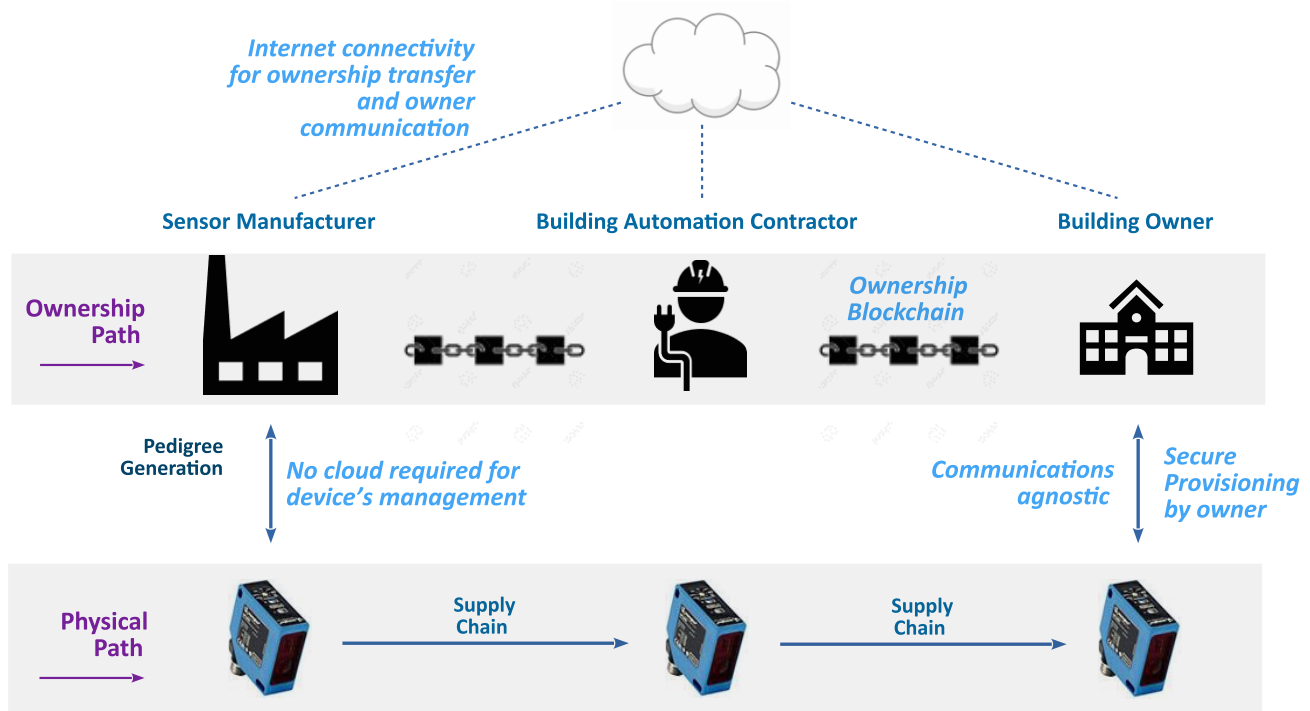 Internet connectivity
for ownership transfer
and owner
communication
Sensor Manufacturer
Building Automation Contractor
Building Owner
Ownership
Path
Ownership
Blockchain
Pedigree
Generation
No cloud required for
device’s management
Communications
agnostic
Secure
Provisioning
by owner
Physical
Path
Supply
Chain
Supply
Chain